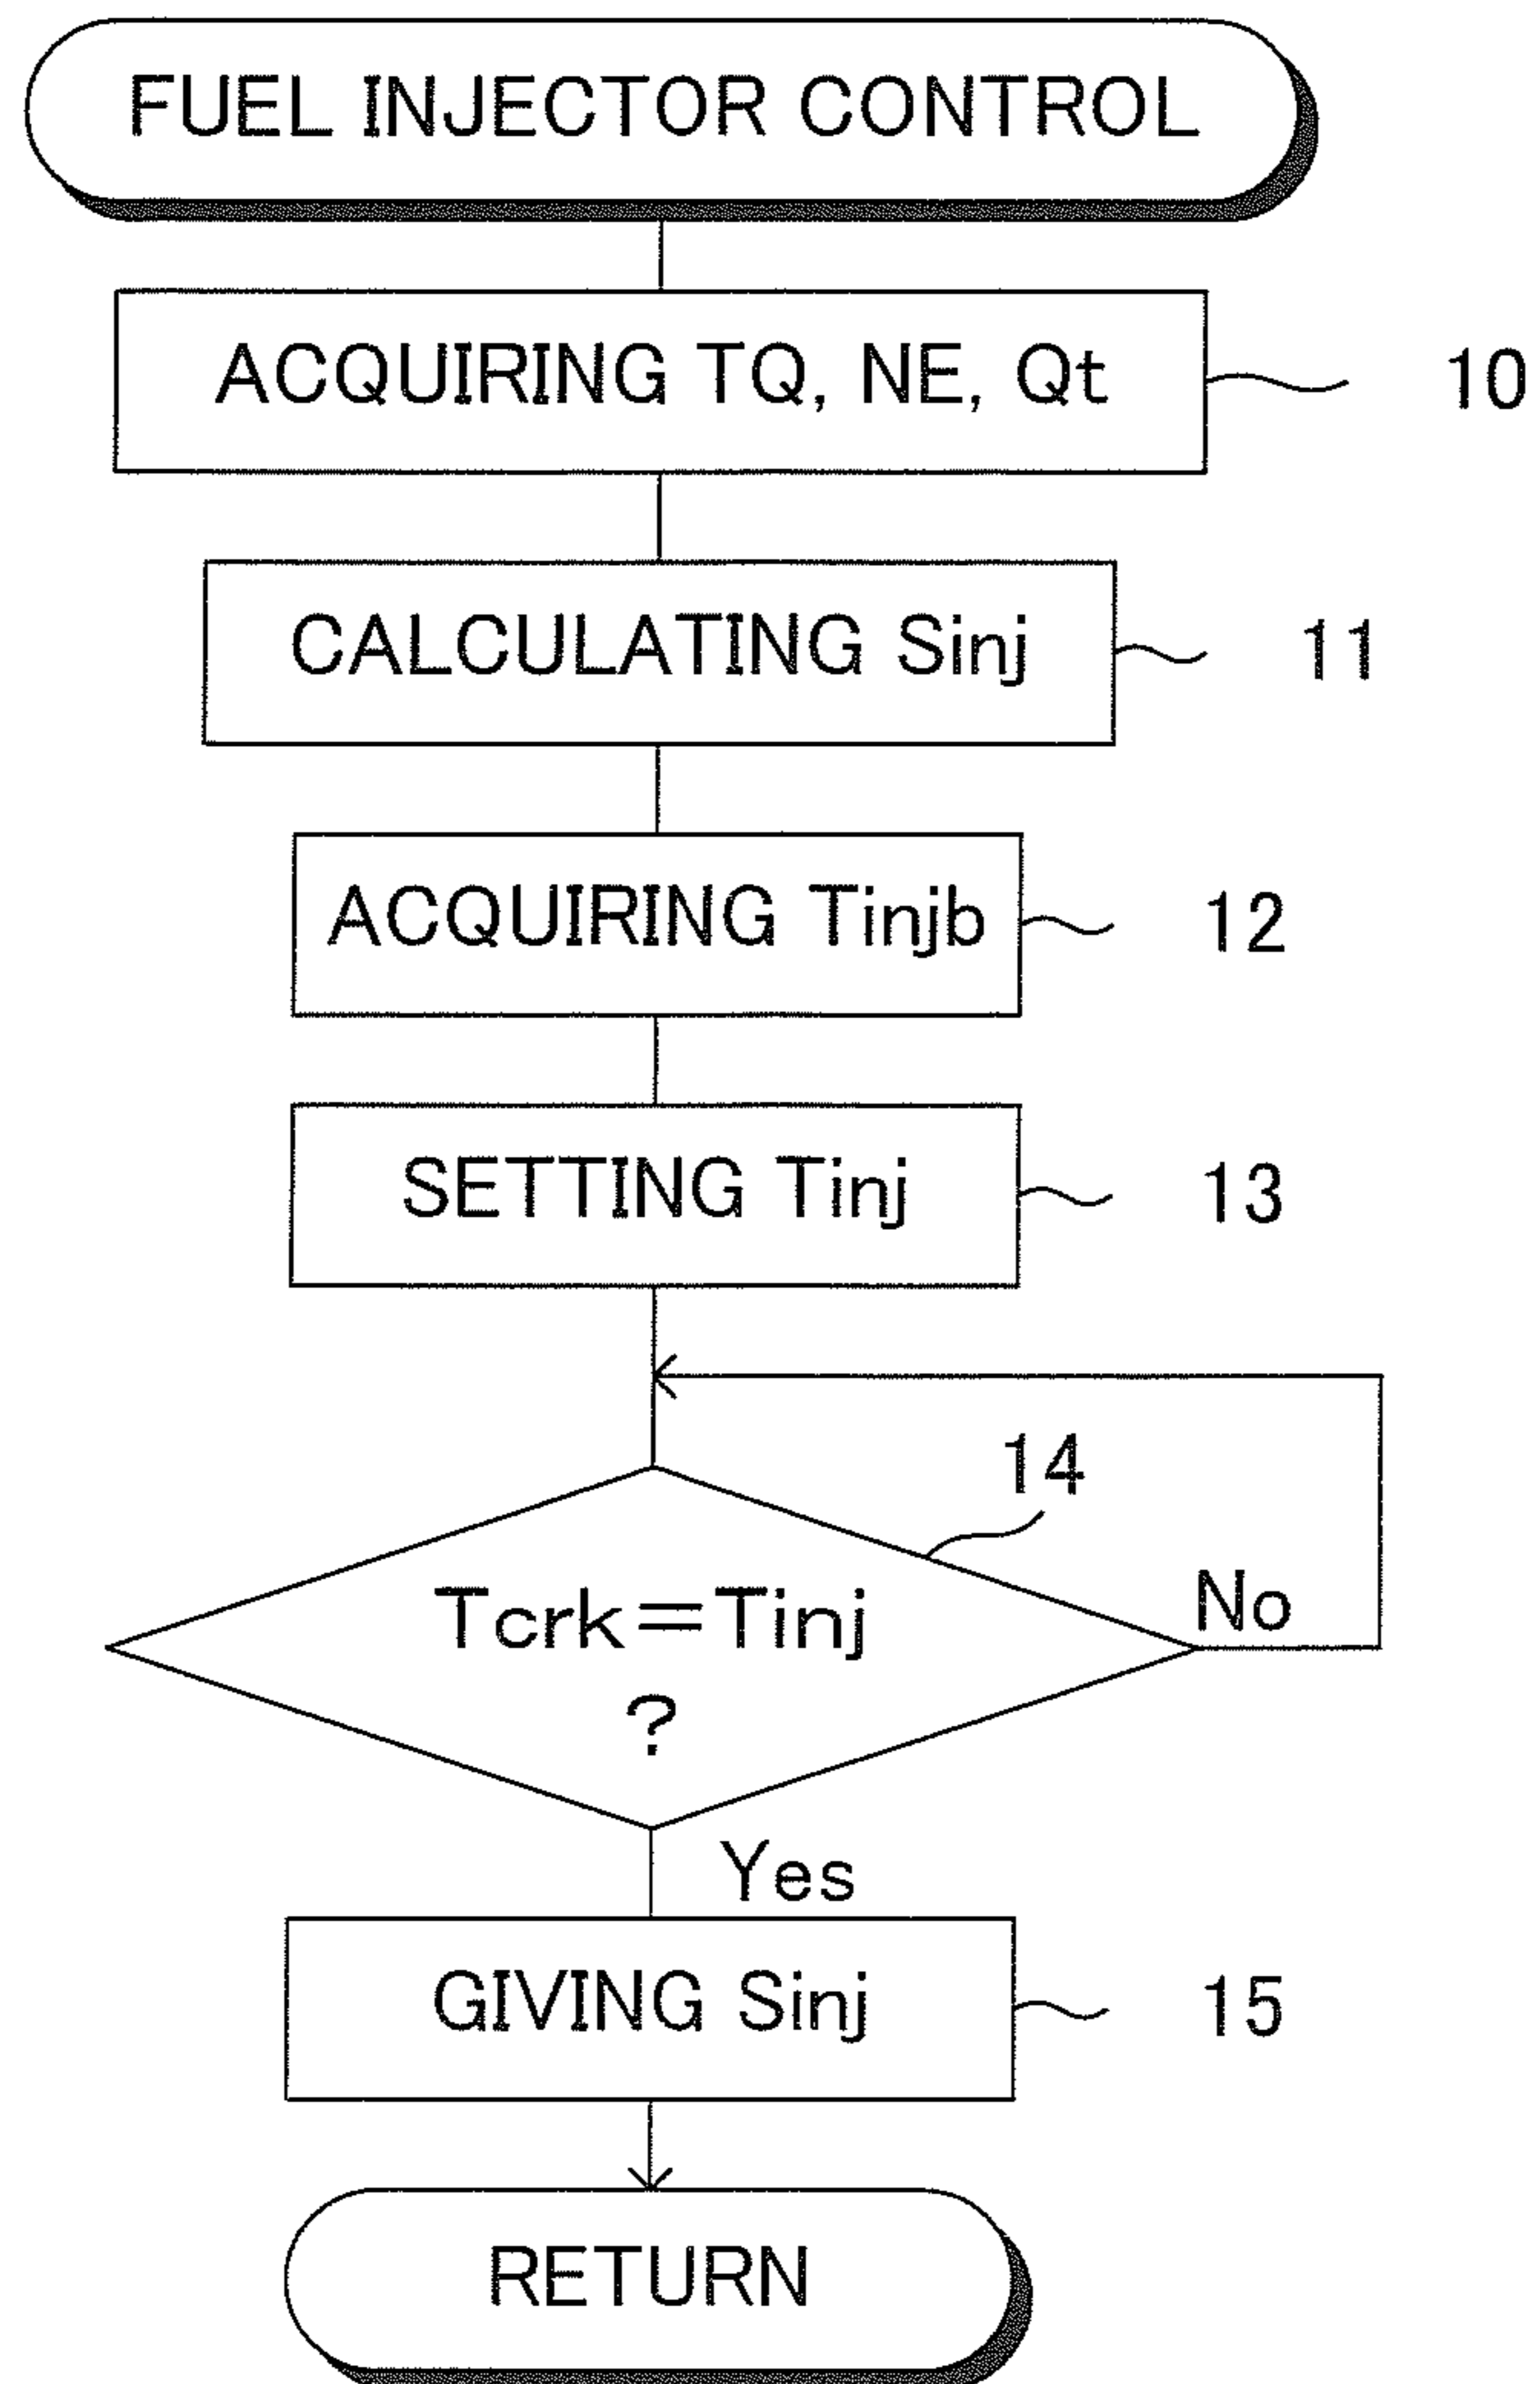 FUEL INJECTOR CONTROL
ACQUIRING TQ, NE, Qt
10
CALCULATING Sinj
11
ACQUIRING Tinjb
12
SETTING Tinj
13
14
Tcrk=Tinj
?
No
Yes
GIVING Sinj
15
RETURN